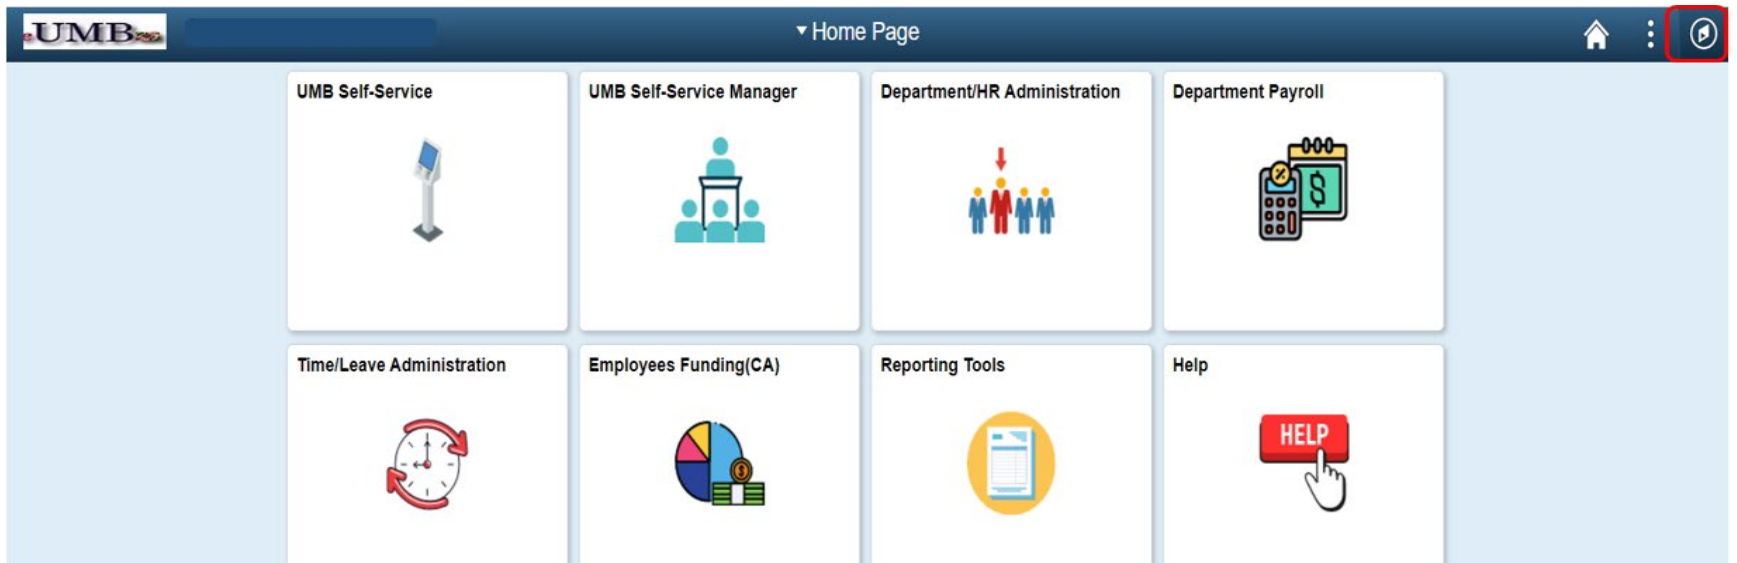 eUMB
Home Page
UMB Self-Service
UMB Self-Service Manager
Department/HR Administration
Department Payroll
$
Time/Leave Administration
Employees Funding(CA)
Reporting Tools
Help
HELP